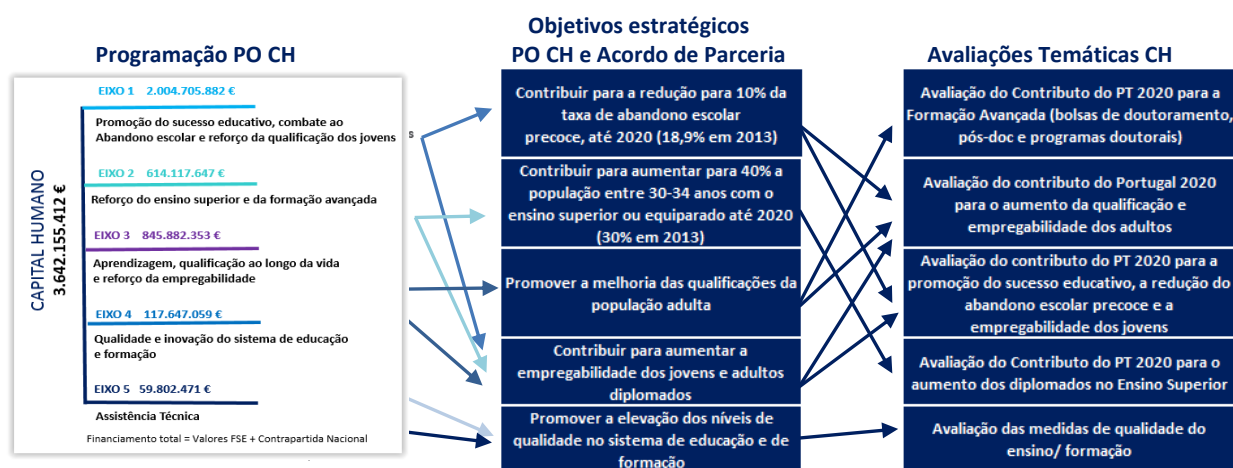 Programação PO CH
CAPITAL HUMANO
3.642.155.412 €
EIXO 1 2.004.705.882 €
Promoção do sucesso educativo, combate ao
Abandono escolar e reforço da qualificação dos jovens
EIXO 2 614.117.647 €
Reforço do ensino superior e da formação avançada
EIXO 3 845.882.353 €
Aprendizagem, qualificação ao longo da vida
e reforço da empregabilidade
EIXO 4 117.647.059 €
Qualidade e inovação do sistema de educação
e formação
EIXO 5 59.802.471 €
Assistência Técnica
Financiamento total = Valores FSE + Contrapartida Nacional
Objetivos estratégicos
PO CH e Acordo de Parceria
Contribuir para a redução para 10% da
taxa de abandono escolar
precoce, até 2020 (18,9% em 2013)
Contribuir para aumentar para 40% a
população entre 30-34 anos com o
ensino superior ou equiparado até 2020
(30% em 2013)
Promover a melhoria das qualificações da
população adulta
Contribuir para aumentar a
empregabilidade dos jovens e adultos
diplomados
Promover a elevação dos níveis de
qualidade no sistema de educação e de
formação
Avaliações Temáticas CH
Avaliação do Contributo do PT 2020 para a
Formação Avançada (bolsas de doutoramento,
pós-doc e programas doutorais)
Avaliação do contributo do Portugal 2020
para o aumento da qualificação e
empregabilidade dos adultos
Avaliação do contributo do PT 2020 para a
promoção do sucesso educativo, a redução do
abandono escolar precoce e a
empregabilidade dos jovens
Avaliação do Contributo do PT 2020 para o
aumento dos diplomados no Ensino Superior
Avaliação das medidas de qualidade do
ensino/ formação